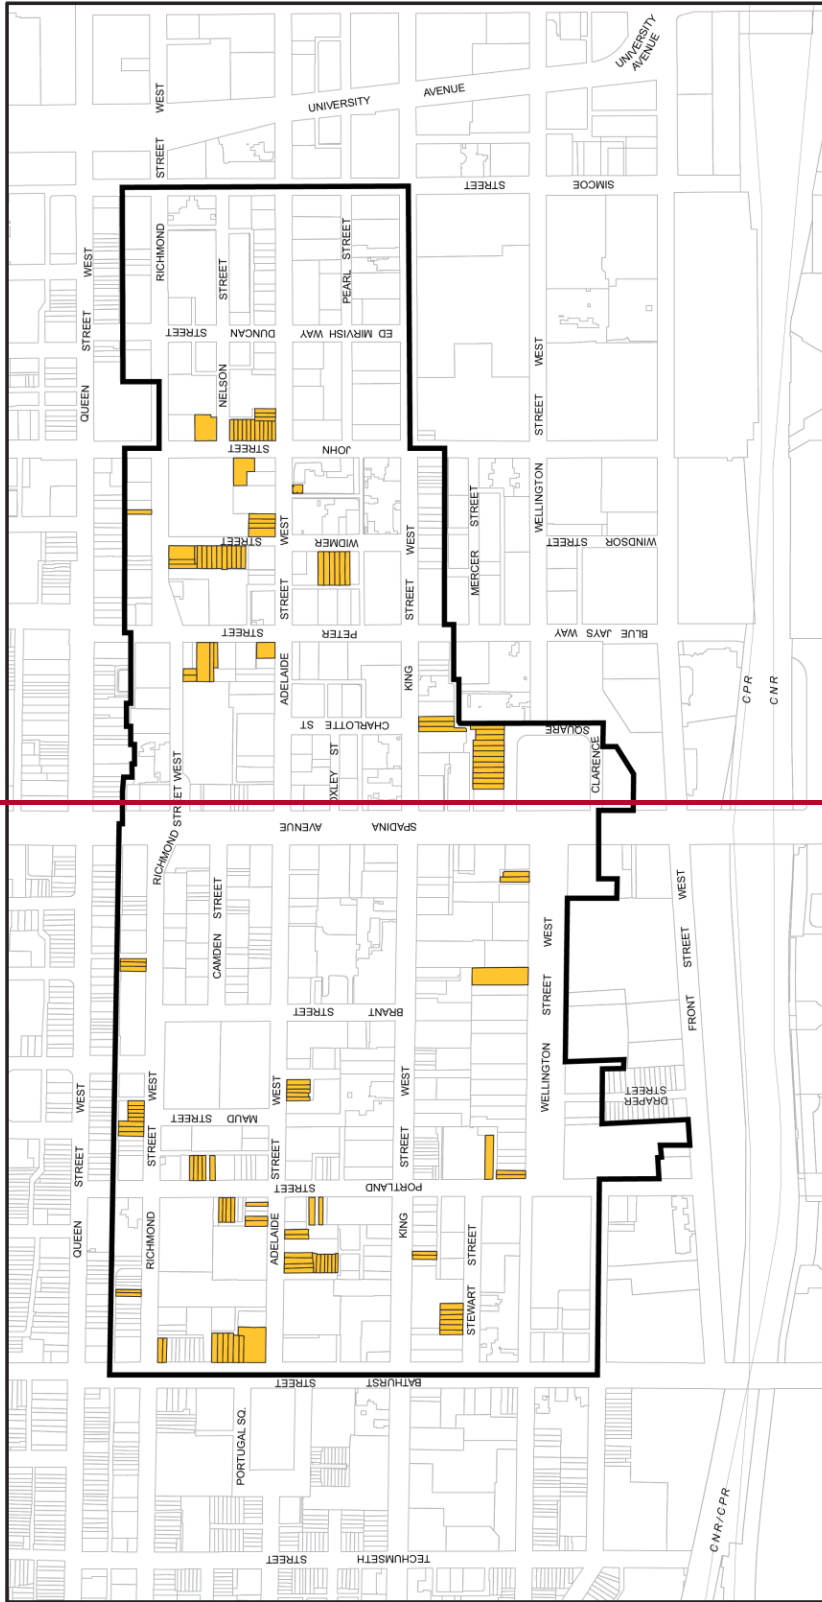 UNIVERSITY
AVENUE
UNIVERSITY
AVENUE
WEST
STREET
STREET
SIMCOE
RICHMOND
WEST
STREET
QUEEN
STREET
PEARL
STREET
STREET
DUNCAN
ED MIRVISH WAY
NELSON
WEST
STREET
WELLINGTON
STREET
JOHN
STREET
MERCER
WEST
STREET
WIDMER
WEST
STREET
STREET
WINDSOR
STREET
PETER
BLUE JAYS WAY
ADELAIDE
KING
CPR
CNR
CHARLOTTE ST
SQUARE
CLARENCE
OXLEY ST
RICHMOND STREET WEST
AVENUE
SPADINA
STREET
CAMDEN
WEST
STREET
WELLINGTON
WEST
STREET
FRONT
STREET
BRANT
DRAPER
STREET
WEST
STREET
QUEEN
WEST
STREET
RICHMOND
STREET
MAUD
WEST
STREET
ADELAIDE
WEST
STREET
KING
STREET
PORTLAND
STREET
STEWART
STREET
BATHURST
PORTUGAL SQ.
STREET
TECHUMSETH
CNR/CPR